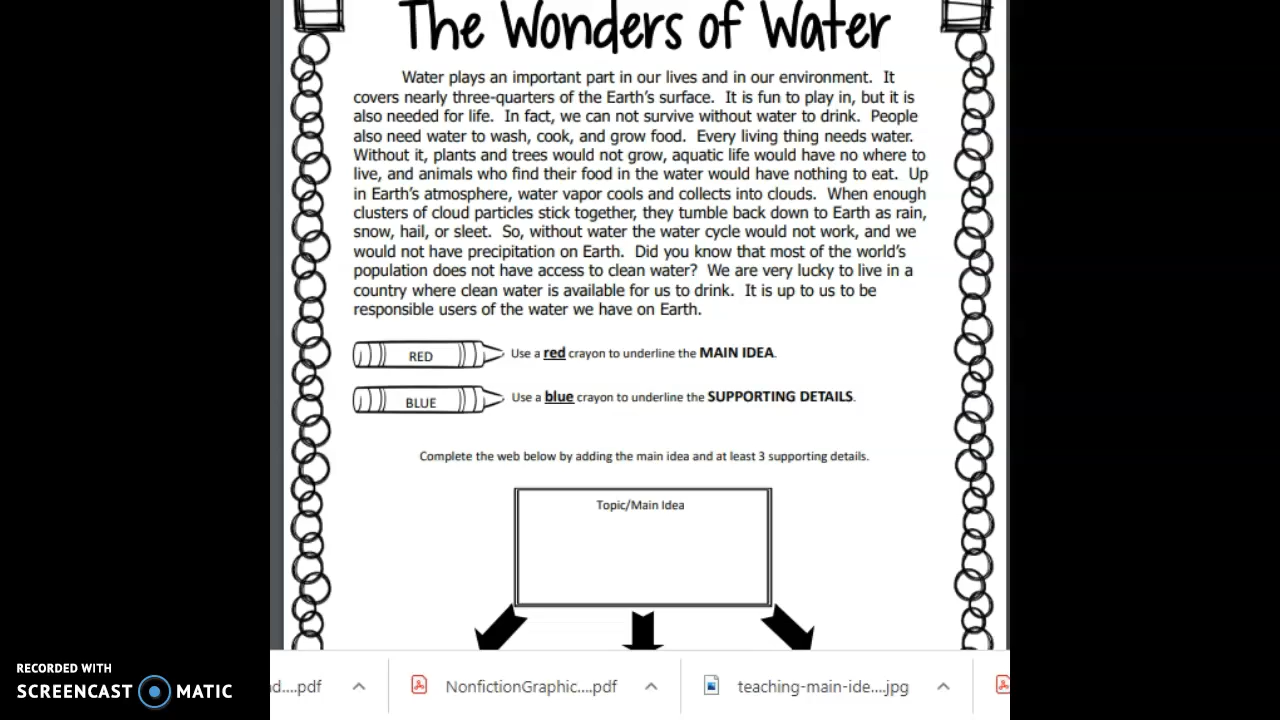 The Wonders of Water
Water plays an important part in our lives and in our environment. It
covers nearly three-quarters of the Earth's surface. It is fun to play in, but it is
also needed for life. In fact, we can not survive without water to drink. People
also need water to wash, cook, and grow food. Every living thing needs water.
Without it, plants and trees would not grow, aquatic life would have no where to
live, and animals who find their food in the water would have nothing to eat. Up
in Earth's atmosphere, water vapor cools and collects into clouds. When enough
clusters of cloud particles stick together, they tumble back down to Earth as rain,
snow, hail, or sleet. So, without water the water cycle would not work, and we
would not have precipitation on Earth. Did you know that most of the world's
population does not have access to clean water? We are very lucky to live in a
country where clean water is available for us to drink. It is up to us to be
responsible users of the water we have on Earth.
RED Use a red crayon to underline the MAIN IDEA.
BLUE Use a blue crayon to underline the SUPPORTING DETAILS.
Complete the web below by adding the main idea and at least 3 supporting details.
Topic/Main Idea
RECORDED WITH
SCREENCAST MATIC
d....pdf NonfictionGraphic....pdf teaching-main-ide....jpg